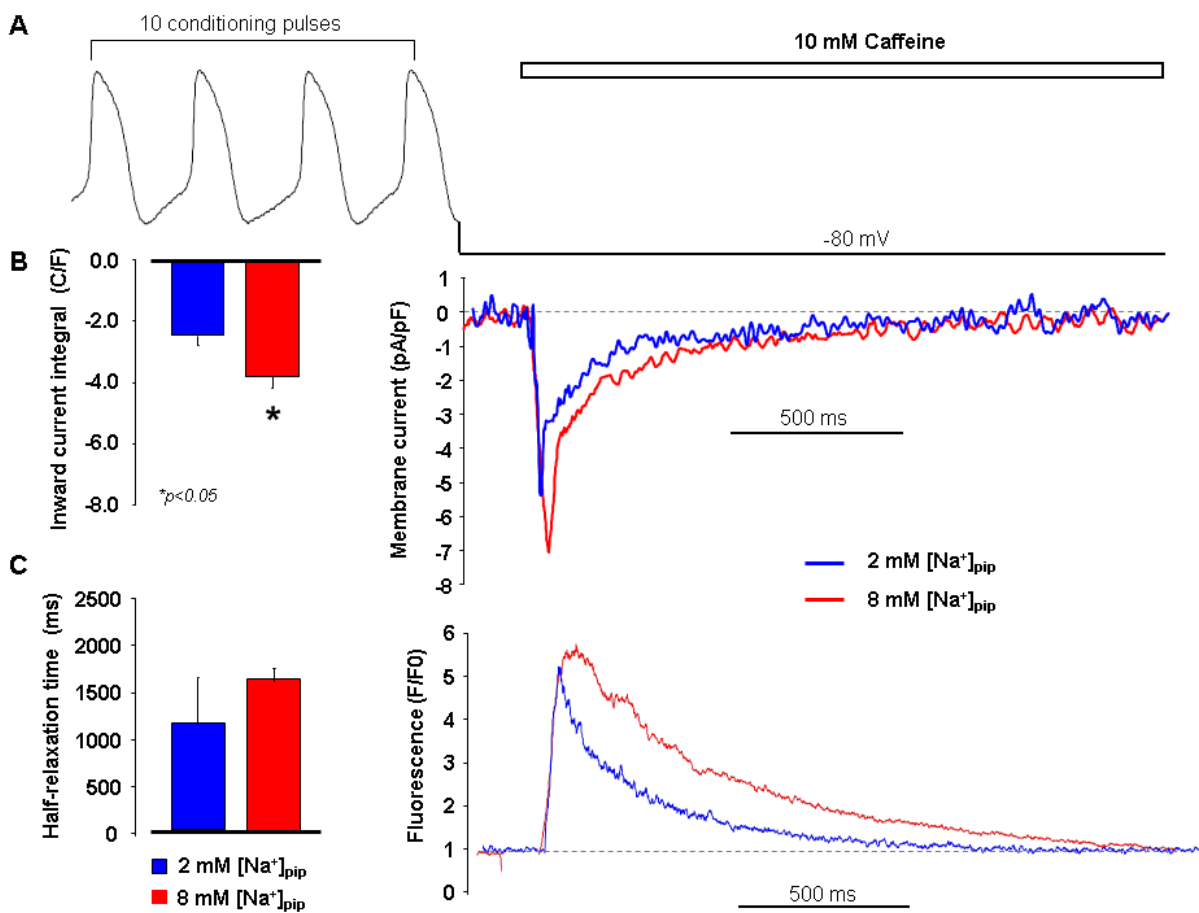 A
10 conditioning pulses
10 mM Caffeine
-80 mV
B
Inward current integral (C/F)
0.0
-2.0
-4.0
-6.0
-8.0
*
*p<0.05
Membrane current (pA/pF)
1
0
-1
-2
-3
-4
-5
-6
-7
-8
500 ms
2 mM [Na⁺]pip
8 mM [Na⁺]pip
C
Half-relaxation time (ms)
2500
2000
1500
1000
500
0
2 mM [Na⁺]pip
8 mM [Na⁺]pip
Fluorescence (F/F0)
6
5
4
3
2
1
0
500 ms